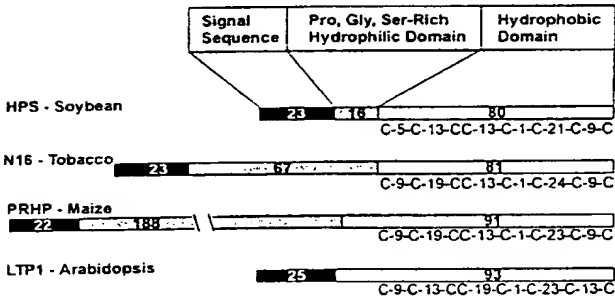 Signal Sequence
Pro, Gly, Ser-Rich Hydrophilic Domain
Hydrophobic Domain
HPS - Soybean
23 16 80
C-5-C-13-CC-13-C-1-C-21-C-9-C
N16 - Tobacco
23 67 81
C-9-C-19-CC-13-C-1-C-24-C-9-C
PRHP - Maize
22 188 91
C-9-C-19-CC-13-C-1-C-23-C-9-C
LTP1 - Arabidopsis
25 93
C-9-C-13-CC-19-C-1-C-23-C-13-C